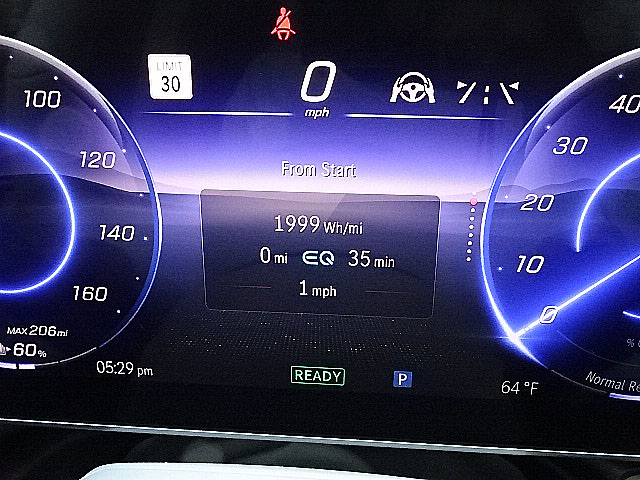 LIMIT
30
0
mph
100
120
140
160
MAX 206 mi
60%
05:29 pm
From Start
1999 Wh/mi
0 mi EQ 35 min
1 mph
READY
P
40
30
20
10
0
%
64°F
Normal Re